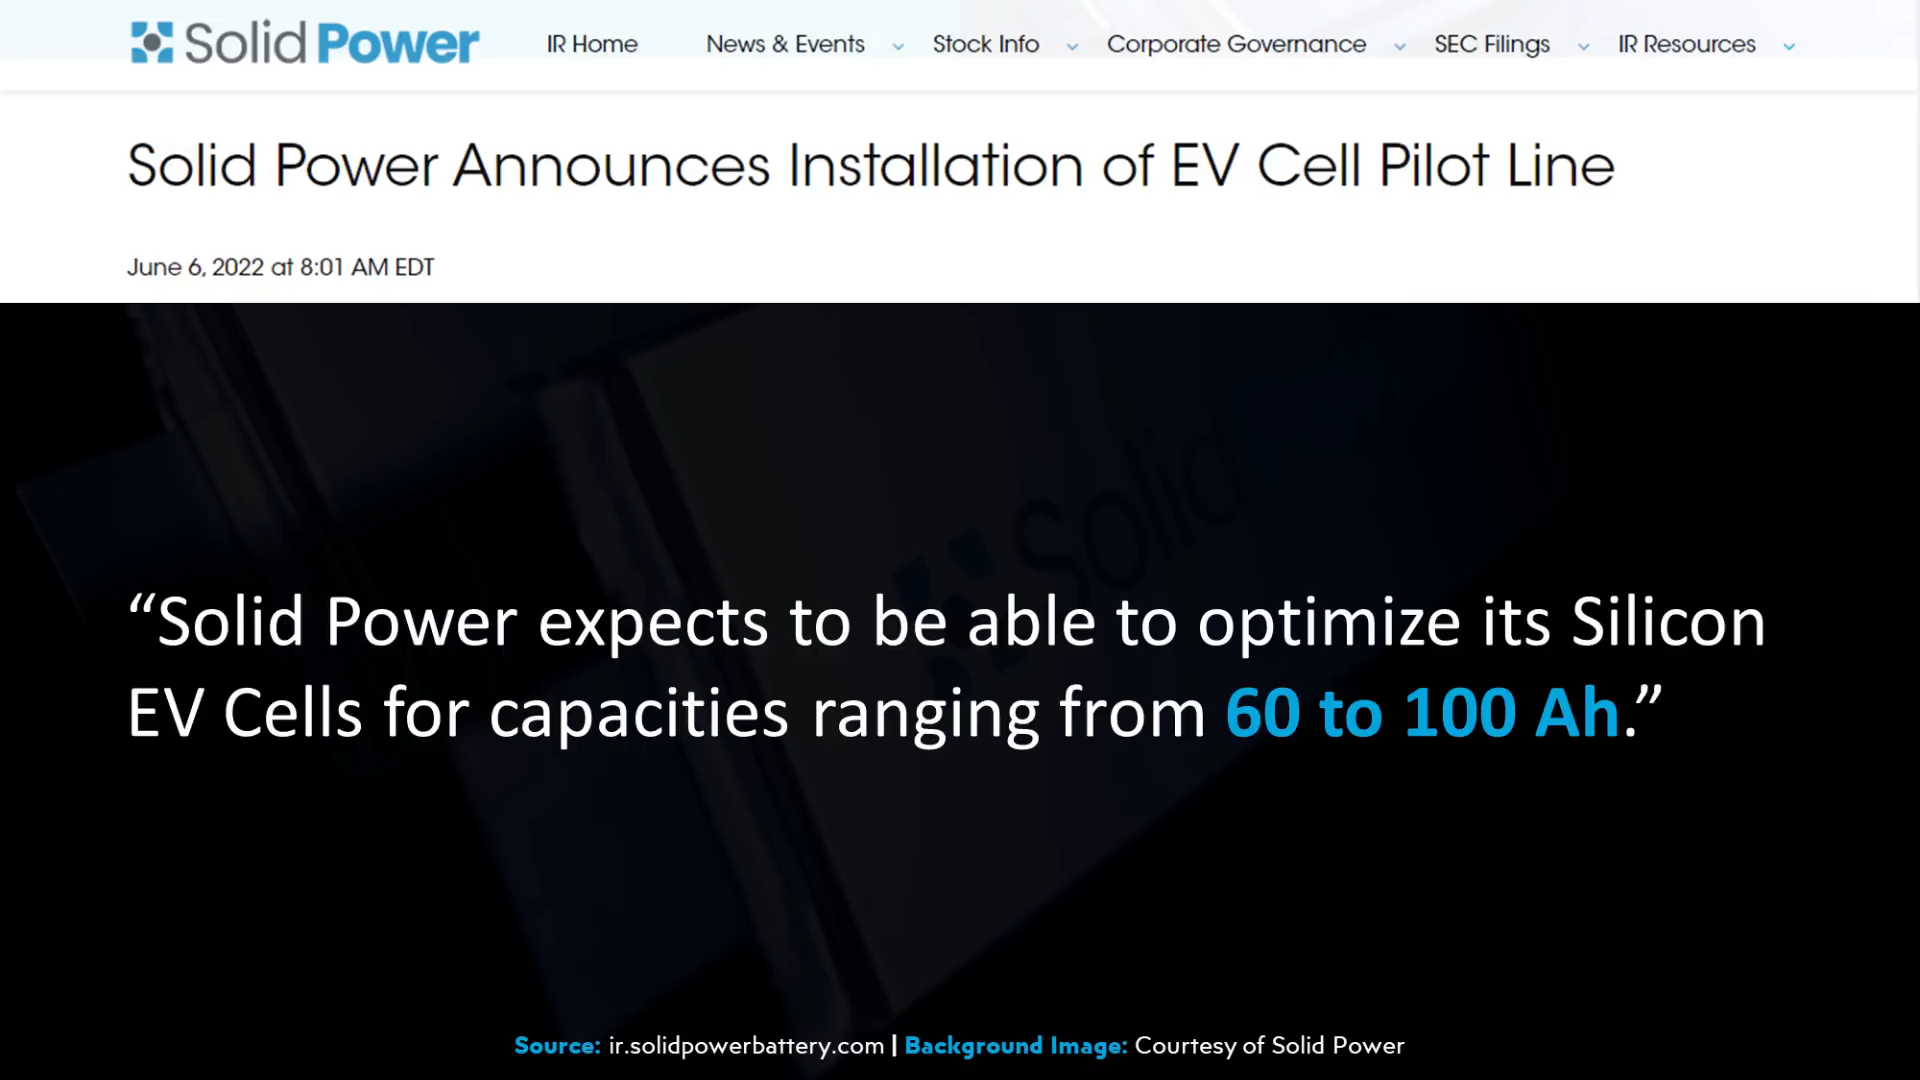 Solid Power IR Home News & Events Stock Info Corporate Governance SEC Filings IR Resources
Solid Power Announces Installation of EV Cell Pilot Line
June 6, 2022 at 8:01 AM EDT
Solid
“Solid Power expects to be able to optimize its Silicon
EV Cells for capacities ranging from 60 to 100 Ah.”
Source: ir.solidpowerbattery.com | Background Image: Courtesy of Solid Power